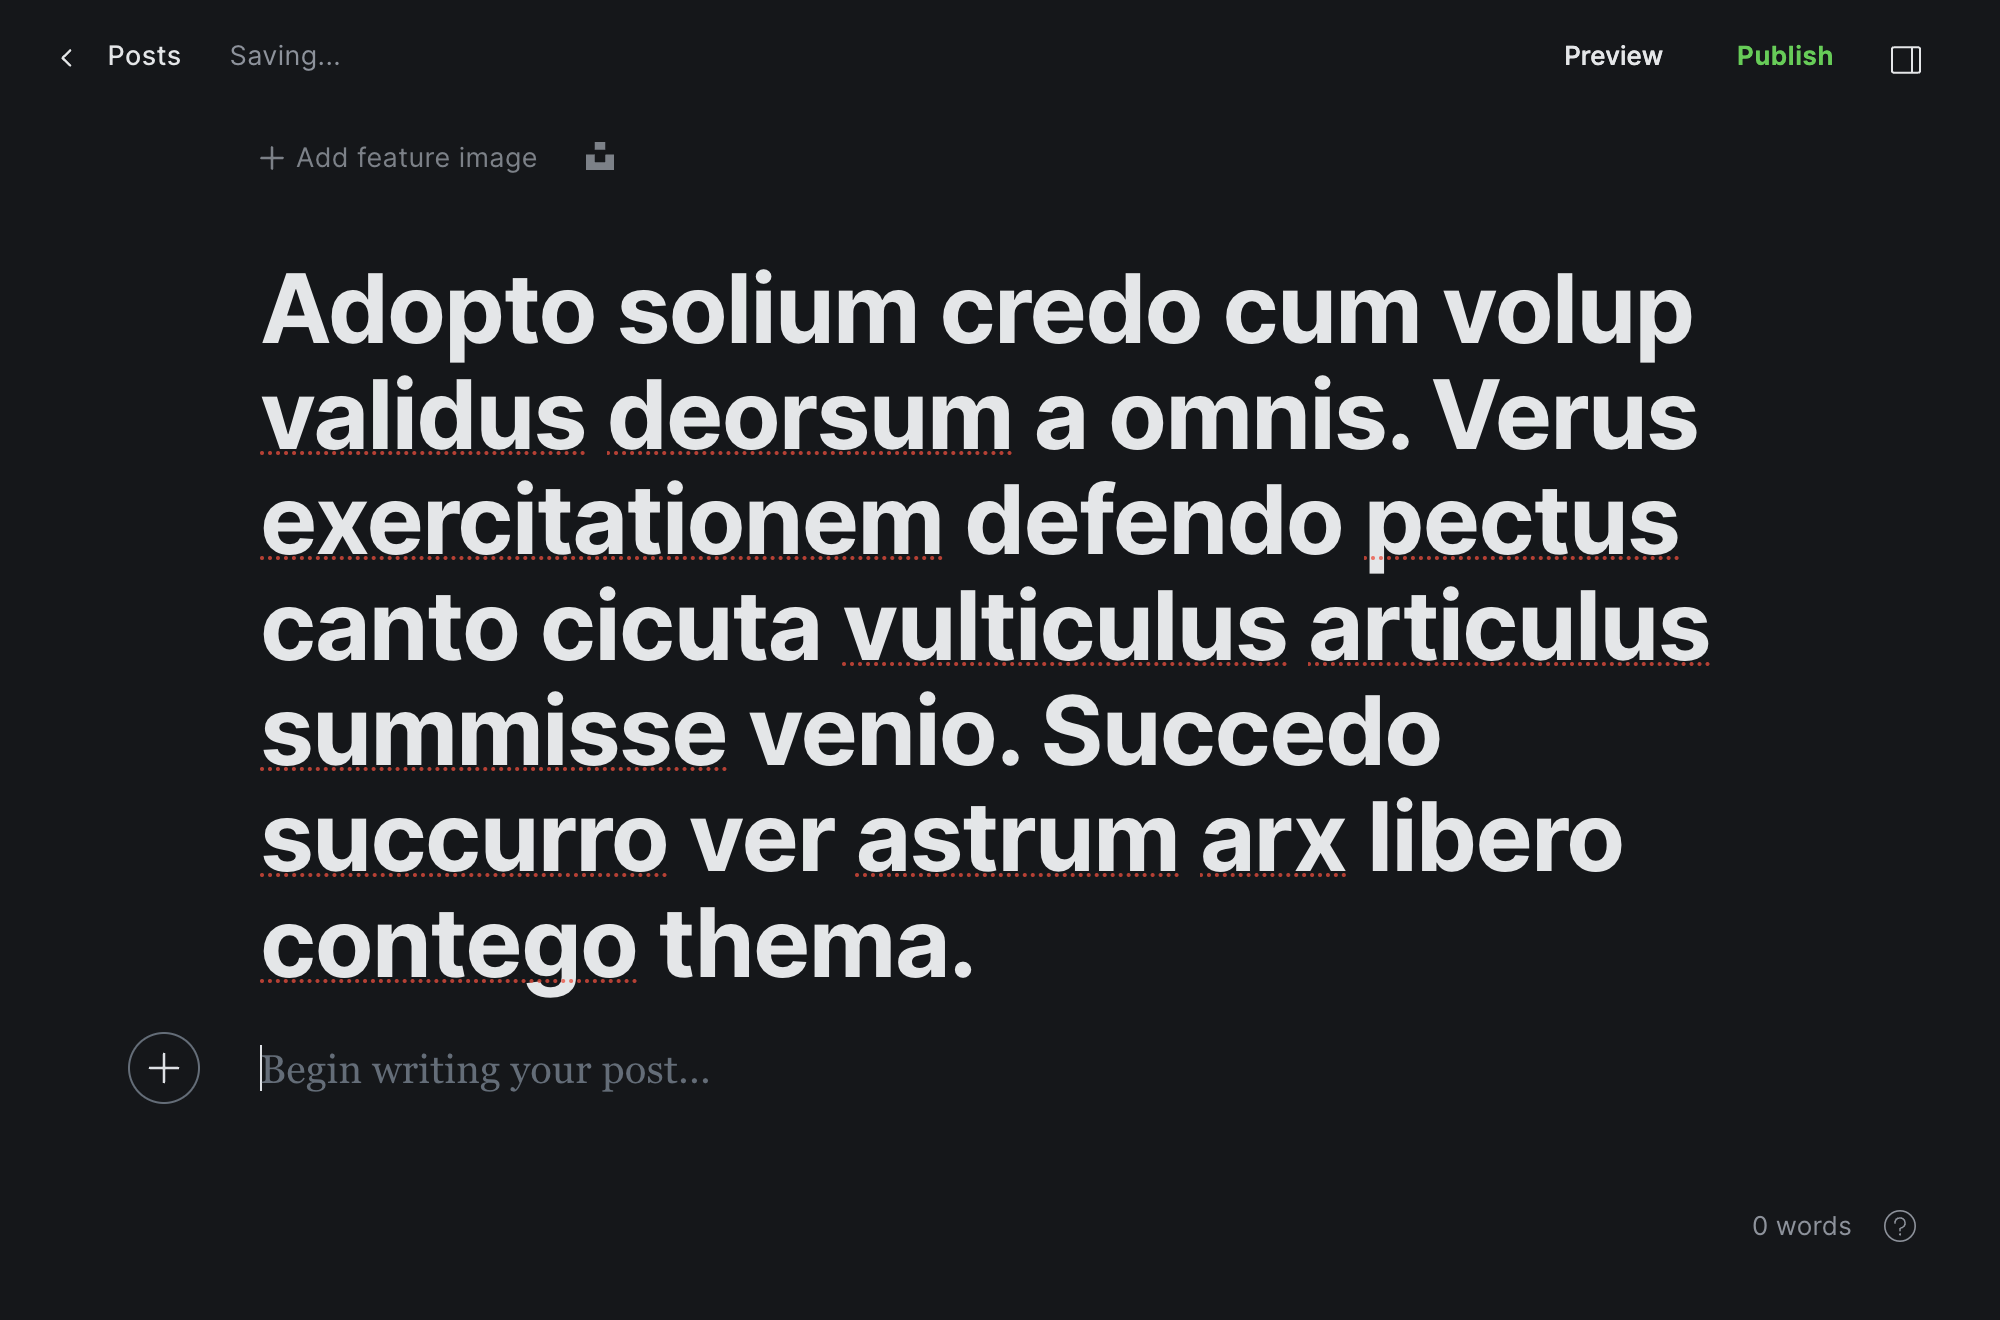 Posts
Saving...
Preview
Publish
Add feature image
Adopto solium credo cum volup
validus deorsum a omnis. Verus
exercitationem defendo pectus
canto cicuta vulticulus articulus
summisse venio. Succedo
succurro ver astrum arx libero
contego thema.
Begin writing your post...
0 words
?